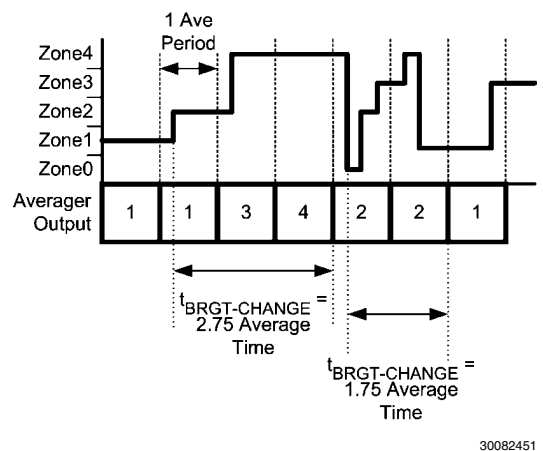 1 Ave
Period
Zone4
Zone3
Zone2
Zone1
Zone0
Averager
Output
1 1 3 4 2 2 1
tBRGT-CHANGE =
2.75 Average
Time
tBRGT-CHANGE =
1.75 Average
Time
30082451